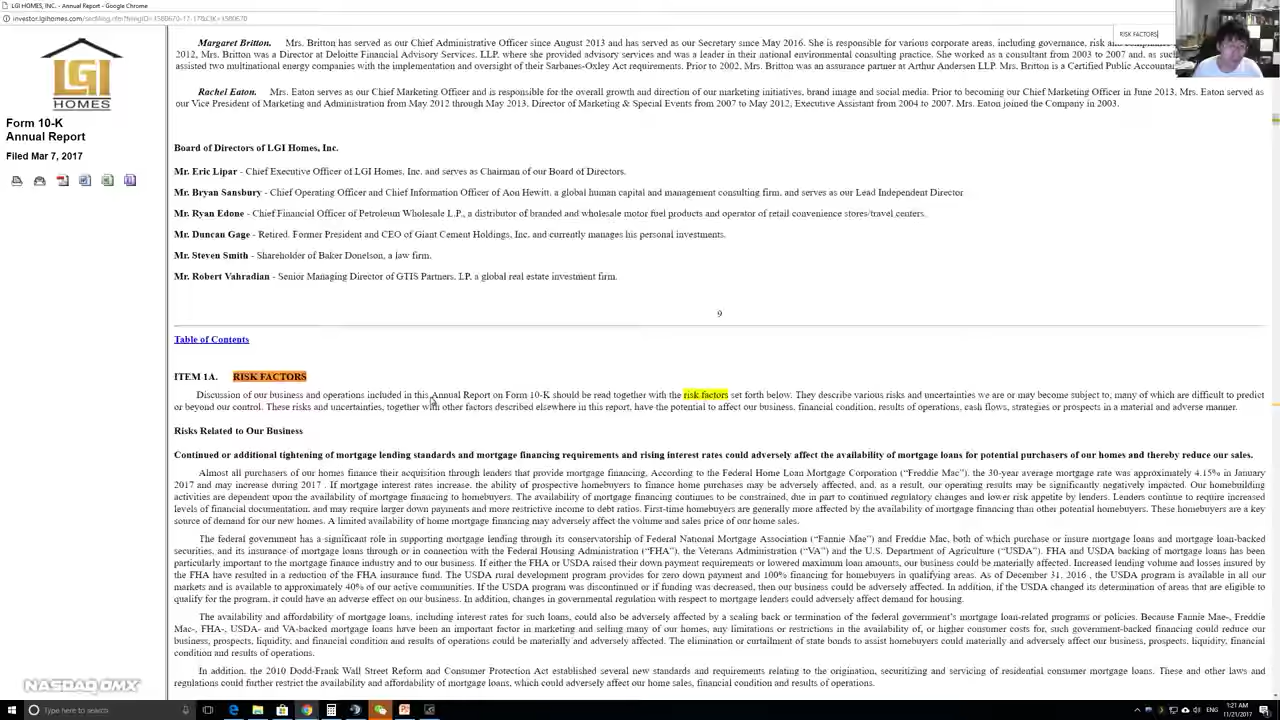 LGI HOMES, INC. - Annual Report - Google Chrome
investor.lgihomes.com/secfiling.cfm?filingID=1580670-17-17&CIK=1580670
RISK FACTORS
LGI
HOMES
Form 10-K
Annual Report
Filed Mar 7, 2017
Margaret Britton. Mrs. Britton has served as our Chief Administrative Officer since August 2013 and has served as our Secretary since May 2016. She is responsible for various corporate areas, including governance, risk and
2012, Mrs. Britton was a Director at Deloitte Financial Advisory Services, LLP, where she provided advisory services and was a leader in their national environmental consulting practice. She worked as a consultant from 2003 to 2007 and, as such
assisted two multinational energy companies with the implementation and oversight of their Sarbanes-Oxley Act requirements. Prior to 2002, Mrs. Britton was an assurance partner at Arthur Andersen LLP. Mrs. Britton is a Certified Public
Rachel Eaton. Mrs. Eaton serves as our Chief Marketing Officer and is responsible for the overall growth and direction of our marketing initiatives, brand image and social media. Prior to becoming our Chief Marketing Officer in June 2013, Mrs. Eaton served as
our Vice President of Marketing and Administration from May 2012 through May 2013, Director of Marketing & Special Events from 2007 to May 2012, Executive Assistant from 2004 to 2007. Mrs. Eaton joined the Company in 2003.
Board of Directors of LGI Homes, Inc.
Mr. Eric Lipar - Chief Executive Officer of LGI Homes, Inc. and serves as Chairman of our Board of Directors.
Mr. Bryan Sansbury - Chief Operating Officer and Chief Information Officer of Aon Hewitt, a global human capital and management consulting firm, and serves as our Lead Independent Director
Mr. Ryan Edone - Chief Financial Officer of Petroleum Wholesale L.P., a distributor of branded and wholesale motor fuel products and operator of retail convenience stores/travel centers.
Mr. Duncan Gage - Retired. Former President and CEO of Giant Cement Holdings, Inc. and currently manages his personal investments.
Mr. Steven Smith - Shareholder of Baker Donelson, a law firm.
Mr. Robert Vahradian - Senior Managing Director of GTIS Partners, LP, a global real estate investment firm.
9
Table of Contents
ITEM 1A. RISK FACTORS
Discussion of our business and operations included in this Annual Report on Form 10-K should be read together with the risk factors set forth below. They describe various risks and uncertainties we are or may become subject to, many of which are difficult to predict
or beyond our control. These risks and uncertainties, together with other factors described elsewhere in this report, have the potential to affect our business, financial condition, results of operations, cash flows, strategies or prospects in a material and adverse manner.
Risks Related to Our Business
Continued or additional tightening of mortgage lending standards and mortgage financing requirements and rising interest rates could adversely affect the availability of mortgage loans for potential purchasers of our homes and thereby reduce our sales.
Almost all purchasers of our homes finance their acquisition through lenders that provide mortgage financing. According to the Federal Home Loan Mortgage Corporation (“Freddie Mac”), the 30-year average mortgage rate was approximately 4.15% in January
2017 and may increase during 2017 . If mortgage interest rates increase, the ability of prospective homebuyers to finance home purchases may be adversely affected, and, as a result, our operating results may be significantly negatively impacted. Our homebuilding
activities are dependent upon the availability of mortgage financing to homebuyers. The availability of mortgage financing continues to be constrained, due in part to continued regulatory changes and lower risk appetite by lenders. Lenders continue to require increased
levels of financial documentation, and may require larger down payments and more restrictive income to debt ratios. First-time homebuyers are generally more affected by the availability of mortgage financing than other potential homebuyers. These homebuyers are a key
source of demand for our new homes. A limited availability of home mortgage financing may adversely affect the volume and sales price of our home sales.
The federal government has a significant role in supporting mortgage lending through its conservatorship of Federal National Mortgage Association (“Fannie Mae”) and Freddie Mac, both of which purchase or insure mortgage loans and mortgage loan-backed
securities, and its insurance of mortgage loans through or in connection with the Federal Housing Administration (“FHA”), the Veterans Administration (“VA”) and the U.S. Department of Agriculture (“USDA”). FHA and USDA backing of mortgage loans has been
particularly important to the mortgage finance industry and to our business. If either the FHA or USDA raised their down payment requirements or lowered maximum loan amounts, our business could be materially affected. Increased lending volume and losses insured by
the FHA have resulted in a reduction of the FHA insurance fund. The USDA rural development program provides for zero down payment and 100% financing for homebuyers in qualifying areas. As of December 31, 2016 , the USDA program is available in all our
markets and is available to approximately 40% of our active communities. If the USDA program was discontinued or if funding was decreased, then our business could be adversely affected. In addition, if the USDA changed its determination of areas that are eligible to
qualify for the program, it could have an adverse effect on our business. In addition, changes in governmental regulation with respect to mortgage lenders could adversely affect demand for housing.
The availability and affordability of mortgage loans, including interest rates for such loans, could also be adversely affected by a scaling back or termination of the federal government’s mortgage loan-related programs or policies. Because Fannie Mae-, Freddie
Mac-, FHA-, USDA- and VA-backed mortgage loans have been an important factor in marketing and selling many of our homes, any limitations or restrictions in the availability of, or higher consumer costs for, such government-backed financing could reduce our
business, prospects, liquidity, and financial condition and results of operations could be materially and adversely affected. The elimination or curtailment of state bonds to assist homebuyers could materially and adversely affect our business, prospects, liquidity, financial
condition and results of operations.
In addition, the 2010 Dodd-Frank Wall Street Reform and Consumer Protection Act established several new standards and requirements relating to the origination, securitizing and servicing of residential consumer mortgage loans. These and other laws and
regulations could further restrict the availability and affordability of mortgage loans, which could adversely affect our home sales, financial condition and results of operations.
NASDAQ OMX
Type here to search
ENG
1:21 AM
11/21/2017